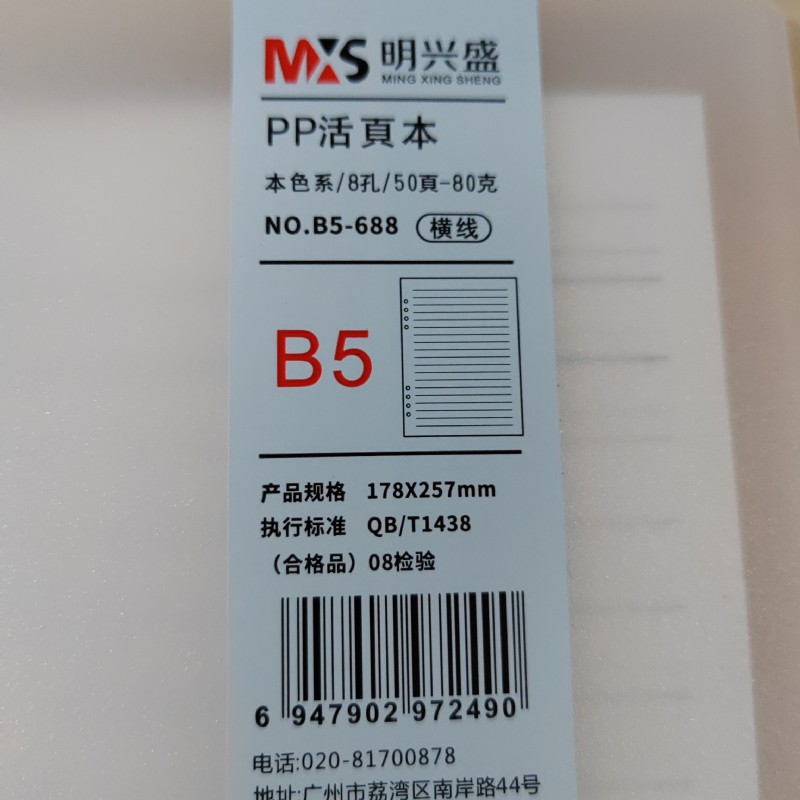 MXS 明兴盛
MING XING SHENG
PP活頁本
本色系/8孔/50頁-80克
NO.B5-688 横线
B5
产品规格 178X257mm
执行标准 QB/T1438
（合格品）08检验
6 947902 972490
电话:020-81700878
地址:广州市荔湾区南岸路44号